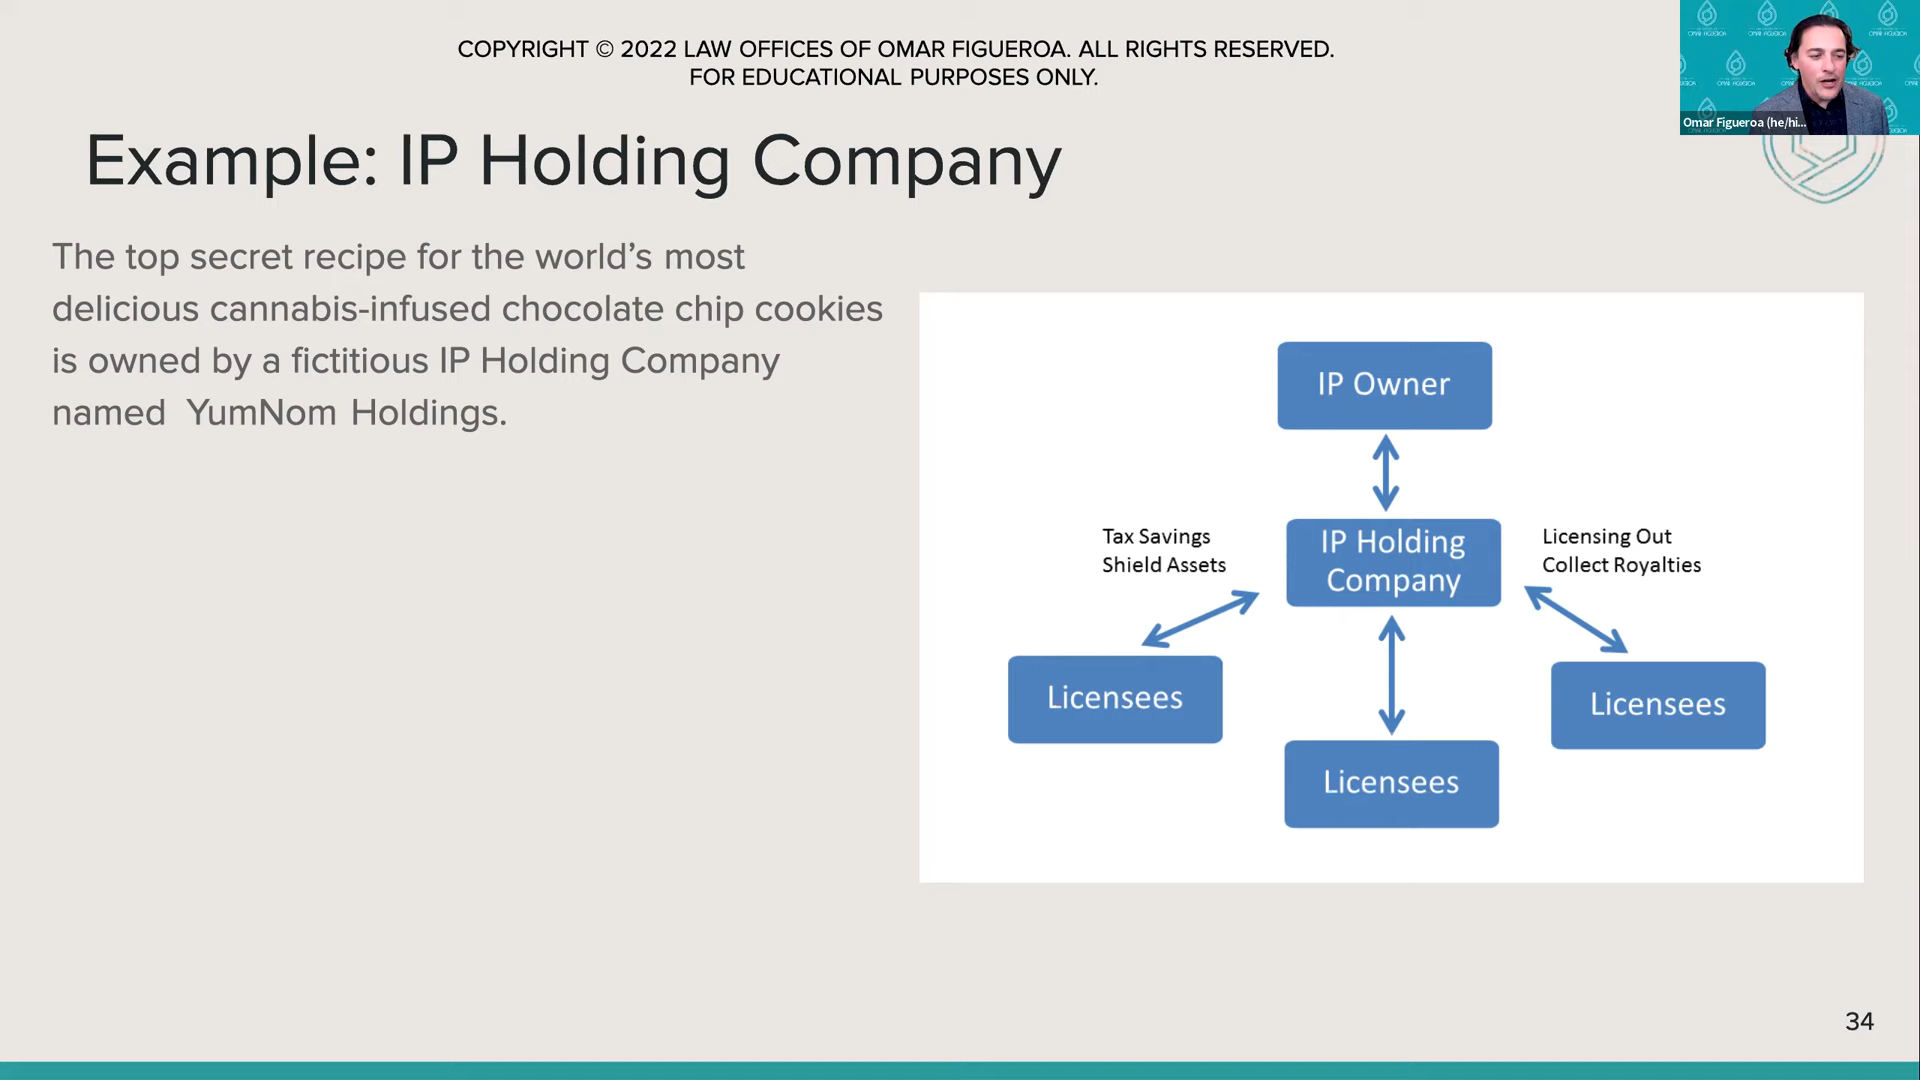 COPYRIGHT © 2022 LAW OFFICES OF OMAR FIGUEROA. ALL RIGHTS RESERVED.
FOR EDUCATIONAL PURPOSES ONLY.
Omar Figueroa (he/hi...
Example: IP Holding Company
The top secret recipe for the world’s most
delicious cannabis-infused chocolate chip cookies
is owned by a fictitious IP Holding Company
named YumNom Holdings.
IP Owner
Tax Savings
Shield Assets
IP Holding
Company
Licensing Out
Collect Royalties
Licensees
Licensees
Licensees
34